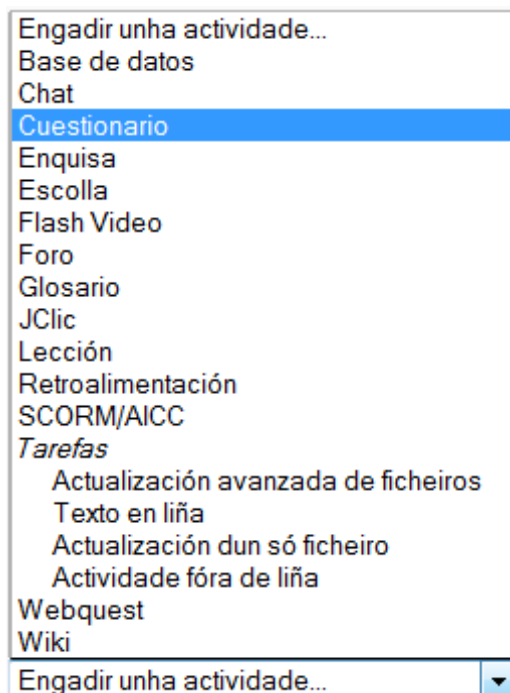 Engadir unha actividade...
Base de datos
Chat
Cuestionario
Enquisa
Escolla
Flash Video
Foro
Glosario
JClic
Lección
Retroalimentación
SCORM/AICC
Tarefas
Actualización avanzada de ficheiros
Texto en liña
Actualización dun só ficheiro
Actividade fóra de liña
Webquest
Wiki
Engadir unha actividade...